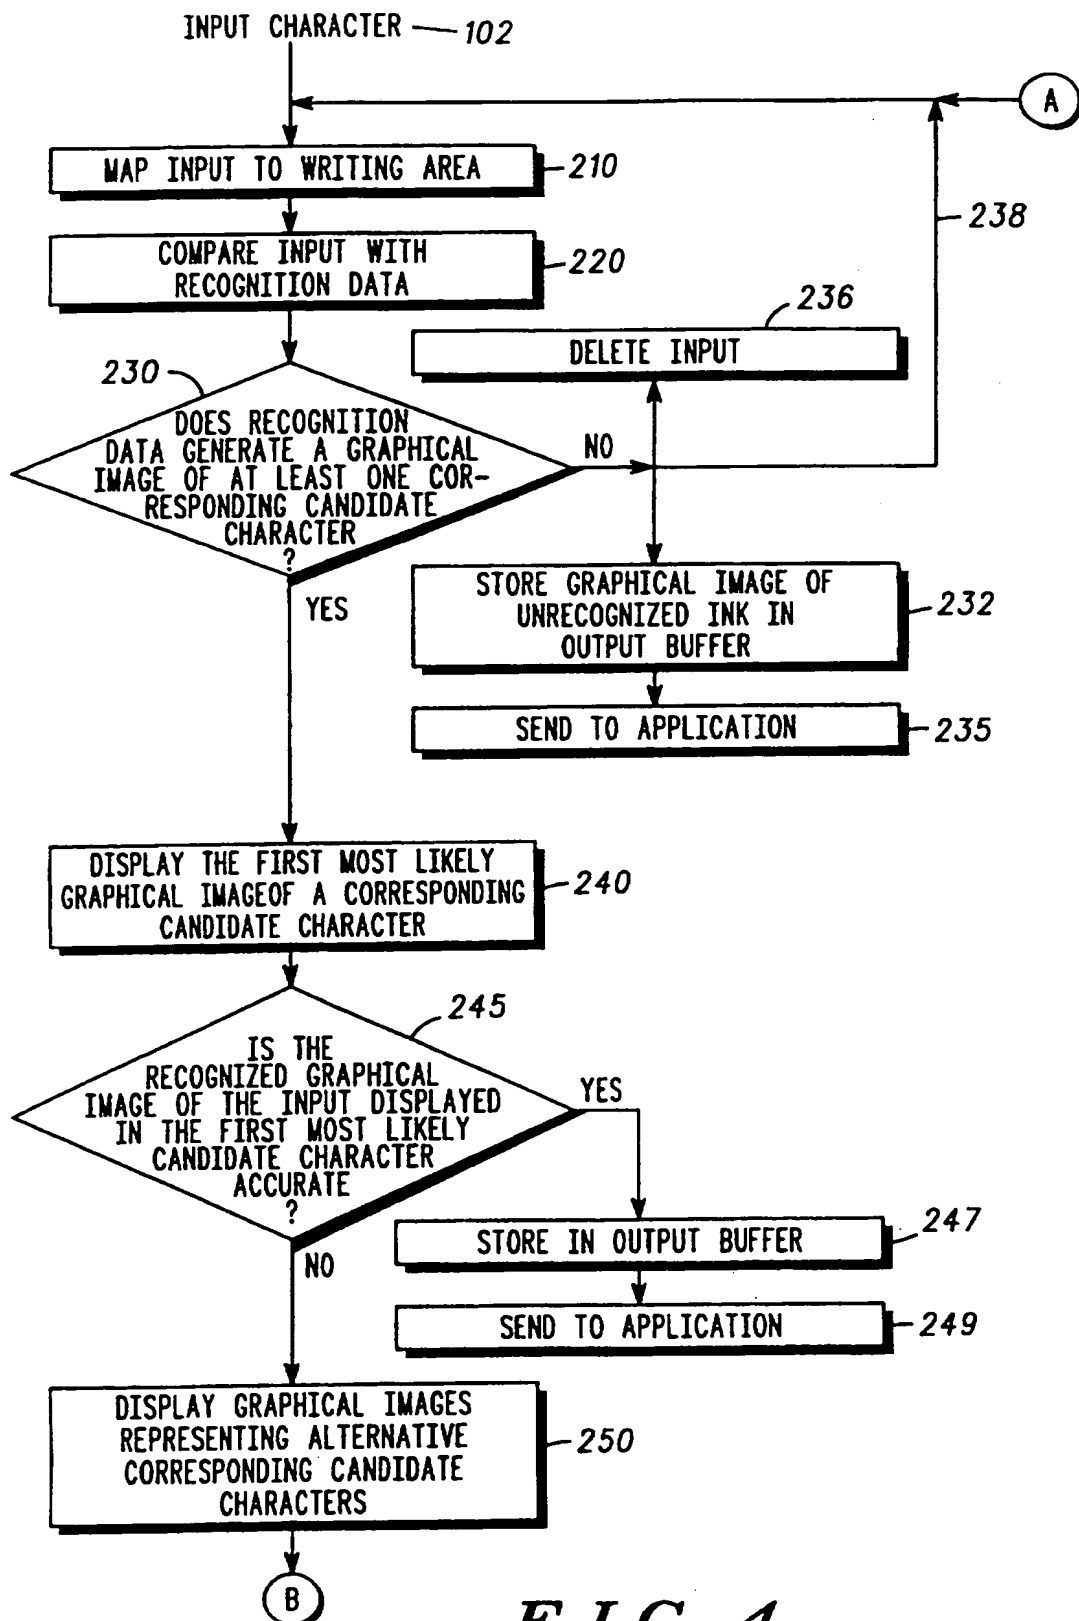 INPUT CHARACTER 102
A
MAP INPUT TO WRITING AREA
210
238
COMPARE INPUT WITH
RECOGNITION DATA
220
236
DELETE INPUT
230
DOES RECOGNITION
DATA GENERATE A GRAPHICAL
IMAGE OF AT LEAST ONE COR-
RESPONDING CANDIDATE
CHARACTER
?
NO
YES
STORE GRAPHICAL IMAGE OF
UNRECOGNIZED INK IN
OUTPUT BUFFER
232
SEND TO APPLICATION
235
DISPLAY THE FIRST MOST LIKELY
GRAPHICAL IMAGEOF A CORRESPONDING
CANDIDATE CHARACTER
240
245
IS THE
RECOGNIZED GRAPHICAL
IMAGE OF THE INPUT DISPLAYED
IN THE FIRST MOST LIKELY
CANDIDATE CHARACTER
ACCURATE
?
YES
NO
STORE IN OUTPUT BUFFER
247
SEND TO APPLICATION
249
DISPLAY GRAPHICAL IMAGES
REPRESENTING ALTERNATIVE
CORRESPONDING CANDIDATE
CHARACTERS
250
B